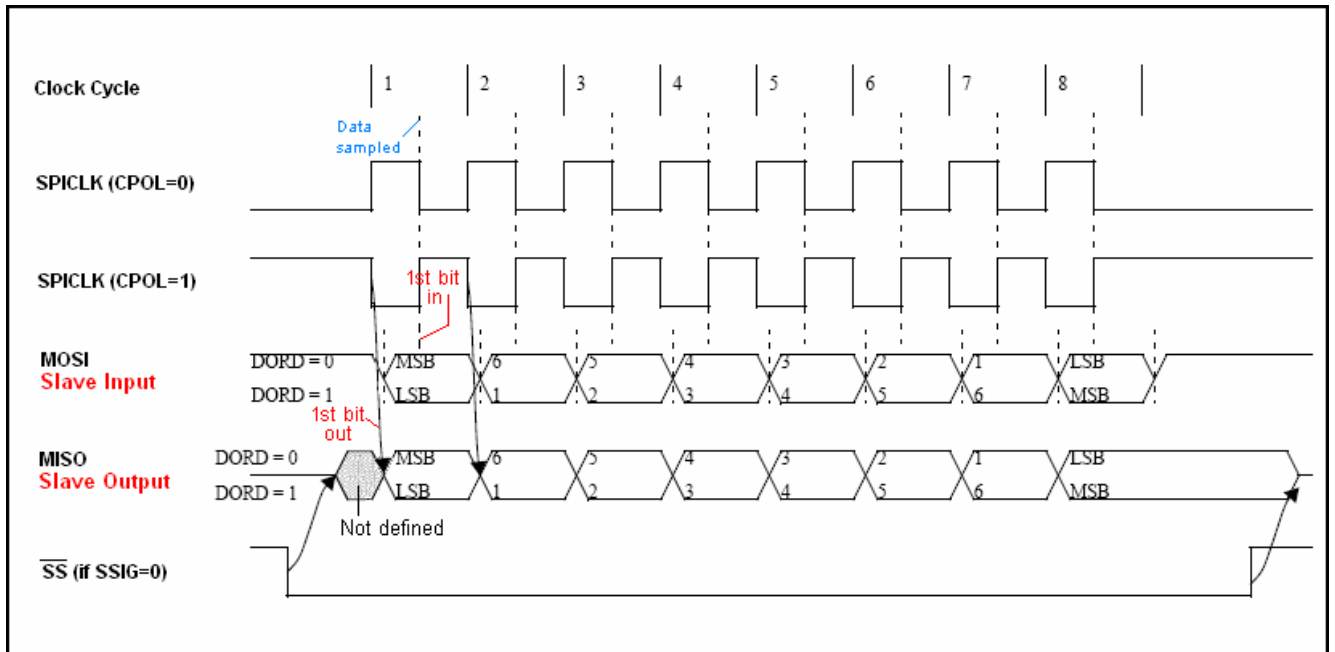 Clock Cycle 1 2 3 4 5 6 7 8
Data
sampled
SPICLK (CPOL=0)
SPICLK (CPOL=1)
1st bit
in
MOSI
Slave Input
DORD = 0 MSB 6 5 4 3 2 1 LSB
DORD = 1 LSB 1 2 3 4 5 6 MSB
1st bit
out
MISO
Slave Output
DORD = 0 MSB 6 5 4 3 2 1 LSB
DORD = 1 LSB 1 2 3 4 5 6 MSB
Not defined
SS (if SSIG=0)